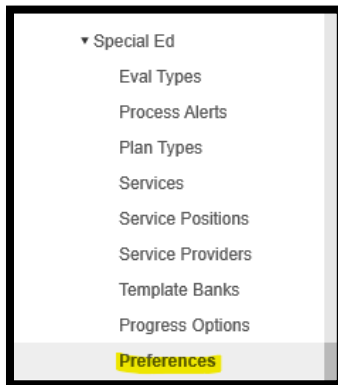 ▾ Special Ed
Eval Types
Process Alerts
Plan Types
Services
Service Positions
Service Providers
Template Banks
Progress Options
Preferences